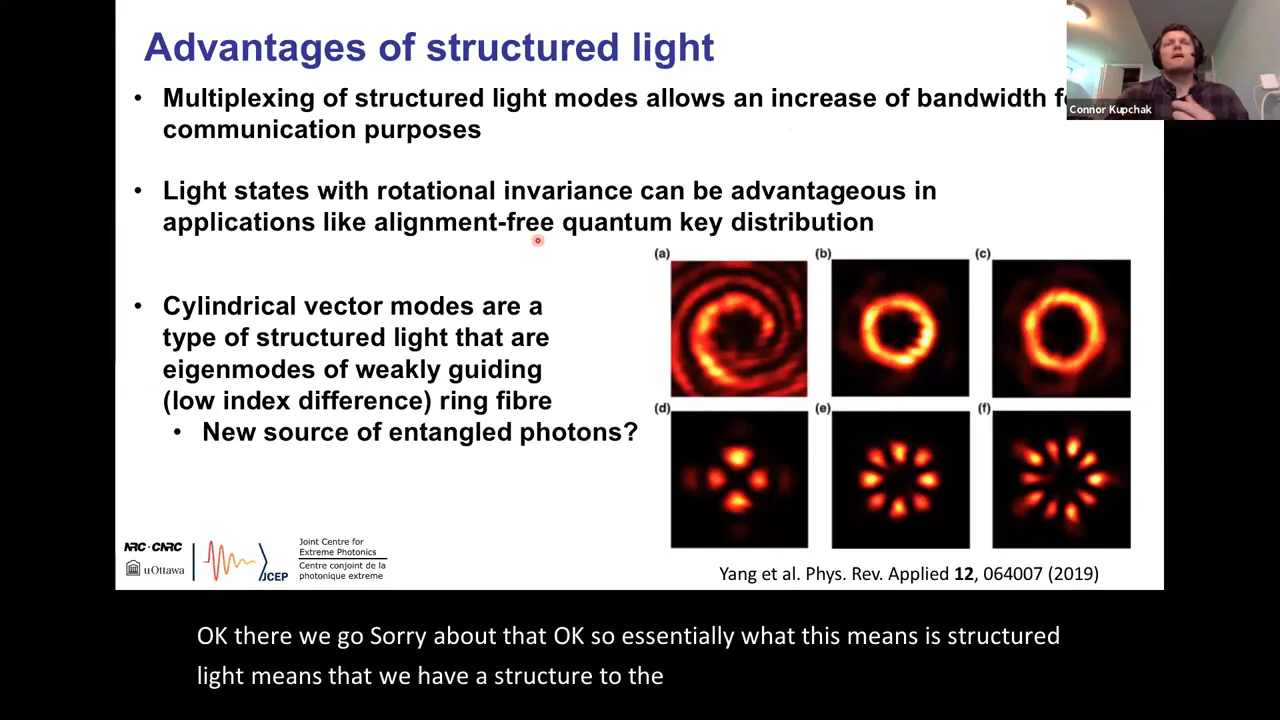 Advantages of structured light
• Multiplexing of structured light modes allows an increase of bandwidth
communication purposes
• Light states with rotational invariance can be advantageous in
applications like alignment-free quantum key distribution
• Cylindrical vector modes are a
type of structured light that are
eigenmodes of weakly guiding
(low index difference) ring fibre
• New source of entangled photons?
(a) (b) (c)
(d) (e) (f)
Yang et al. Phys. Rev. Applied 12, 064007 (2019)
NRC·CNRC
uOttawa
JCEP
Joint Centre for
Extreme Photonics
Centre conjoint de la
photonique extreme
Connor Kupchak
OK there we go Sorry about that OK so essentially what this means is structured
light means that we have a structure to the